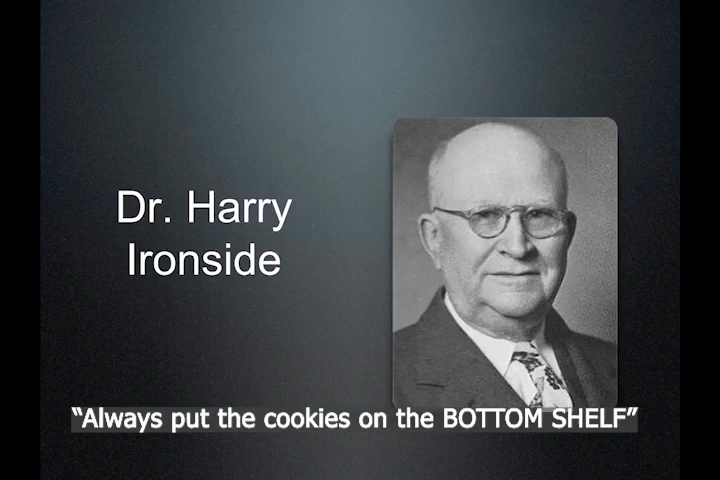 Dr. Harry
Ironside
“Always put the cookies on the BOTTOM SHELF”